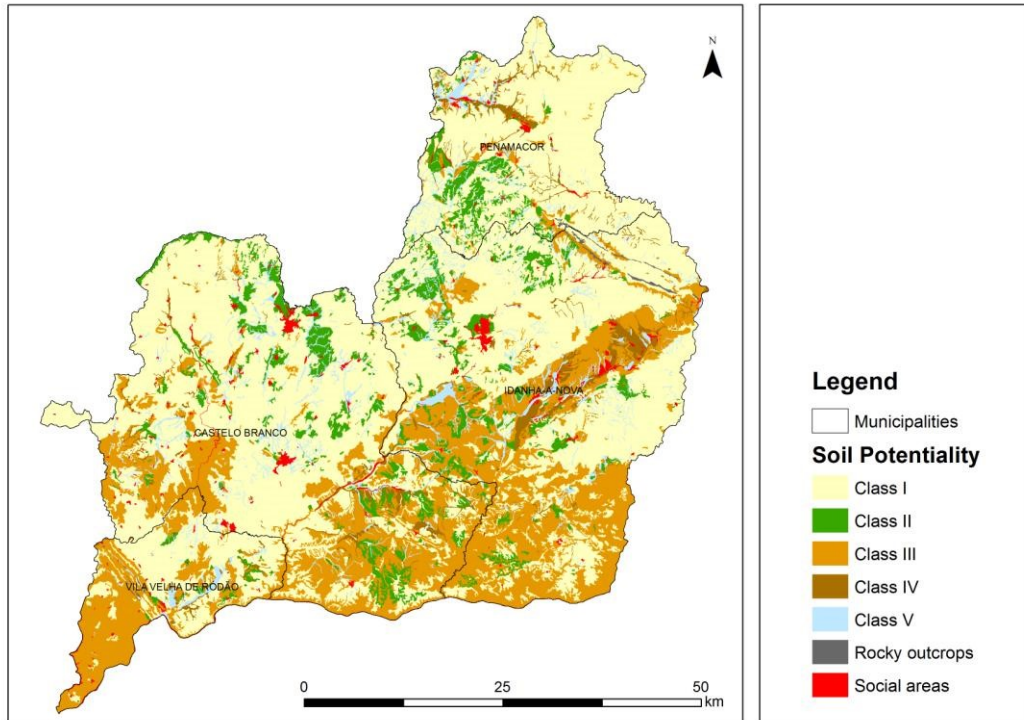 N
PENAMACOR
IDANHA-A-NOVA
CASTELO BRANCO
VILA VELHA DE RÓDÃO
0 25 50
km
Legend
Municipalities
Soil Potentiality
Class I
Class II
Class III
Class IV
Class V
Rocky outcrops
Social areas